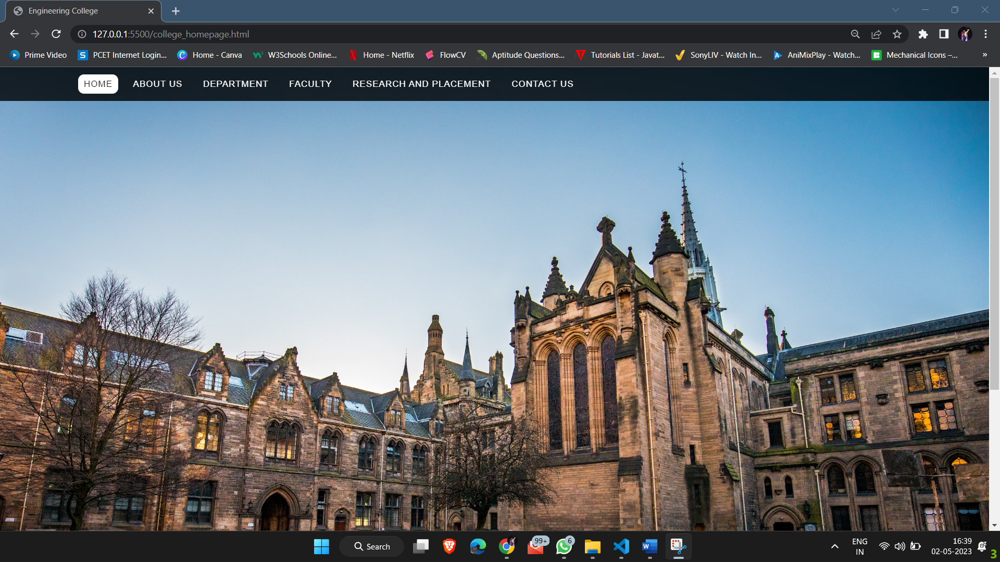 Engineering College
127.0.0.1:5500/college_homepage.html
Prime Video PCET Internet Login... Home - Canva W3Schools Online... Home - Netflix FlowCV Aptitude Questions... Tutorials List - Javat... SonyLIV - Watch In... AniMixPlay - Watch... Mechanical Icons –... »
HOME ABOUT US DEPARTMENT FACULTY RESEARCH AND PLACEMENT CONTACT US
Search 99+ 6 ENG 16:39
IN 02-05-2023
3